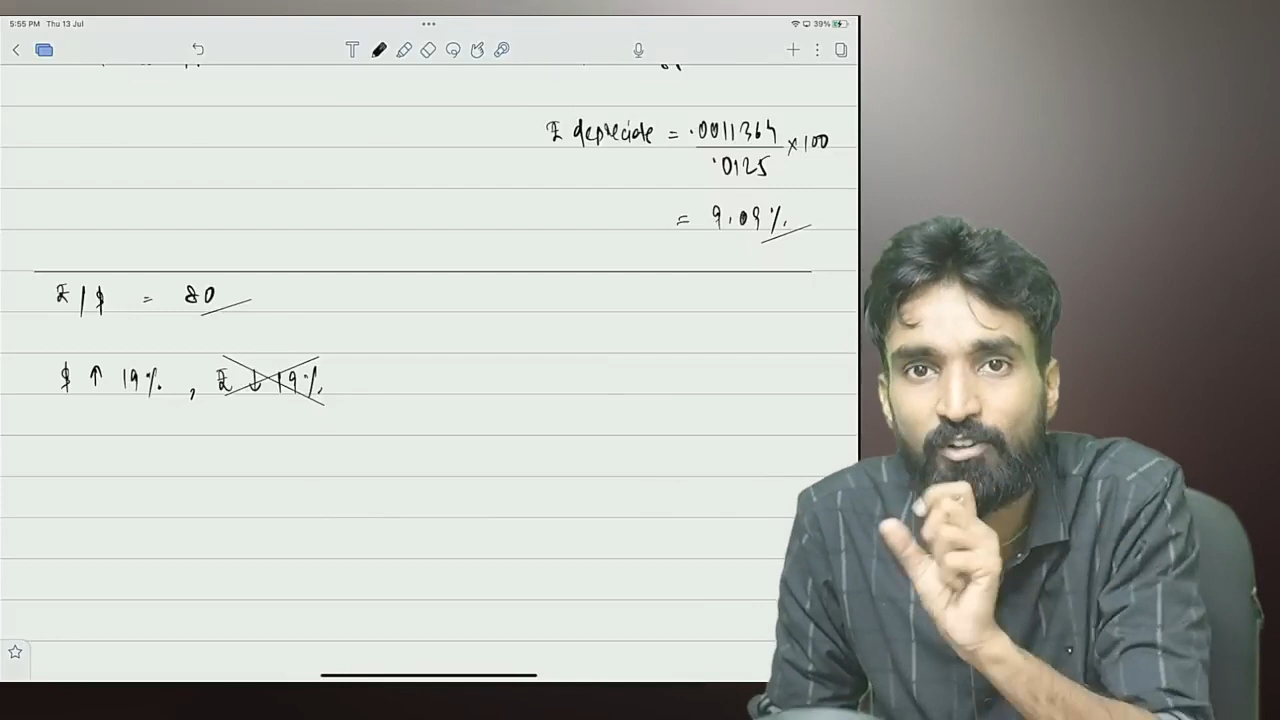 5:55 PM Thu 13 Jul
39%
₹ depreciate = .0011364 / .0125 × 100
= 9.09%
₹/$ = 80
$ ↑ 19%, ₹ ↓ 19%